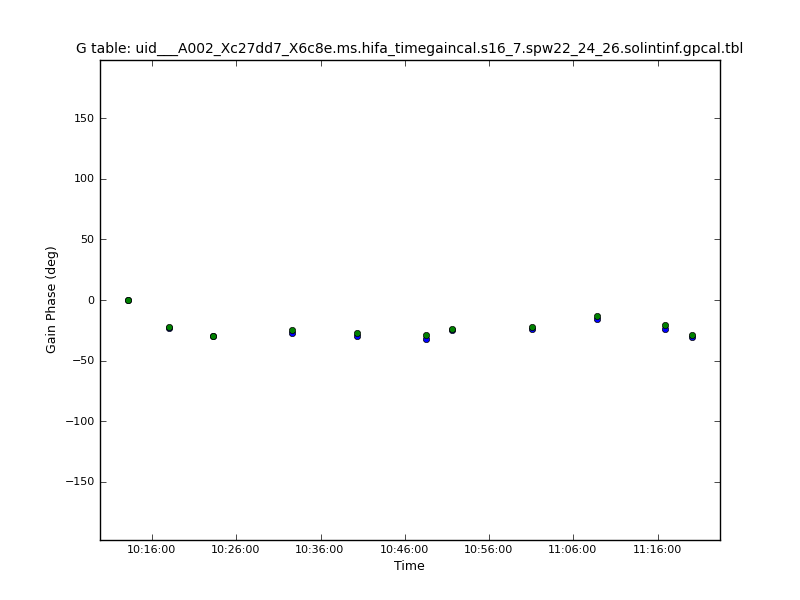 G table: uid___A002_Xc27dd7_X6c8e.ms.hifa_timegaincal.s16_7.spw22_24_26.solintinf.gpcal.tbl
150
100
50
0
−50
−100
−150
Gain Phase (deg)
10:16:00 10:26:00 10:36:00 10:46:00 10:56:00 11:06:00 11:16:00
Time